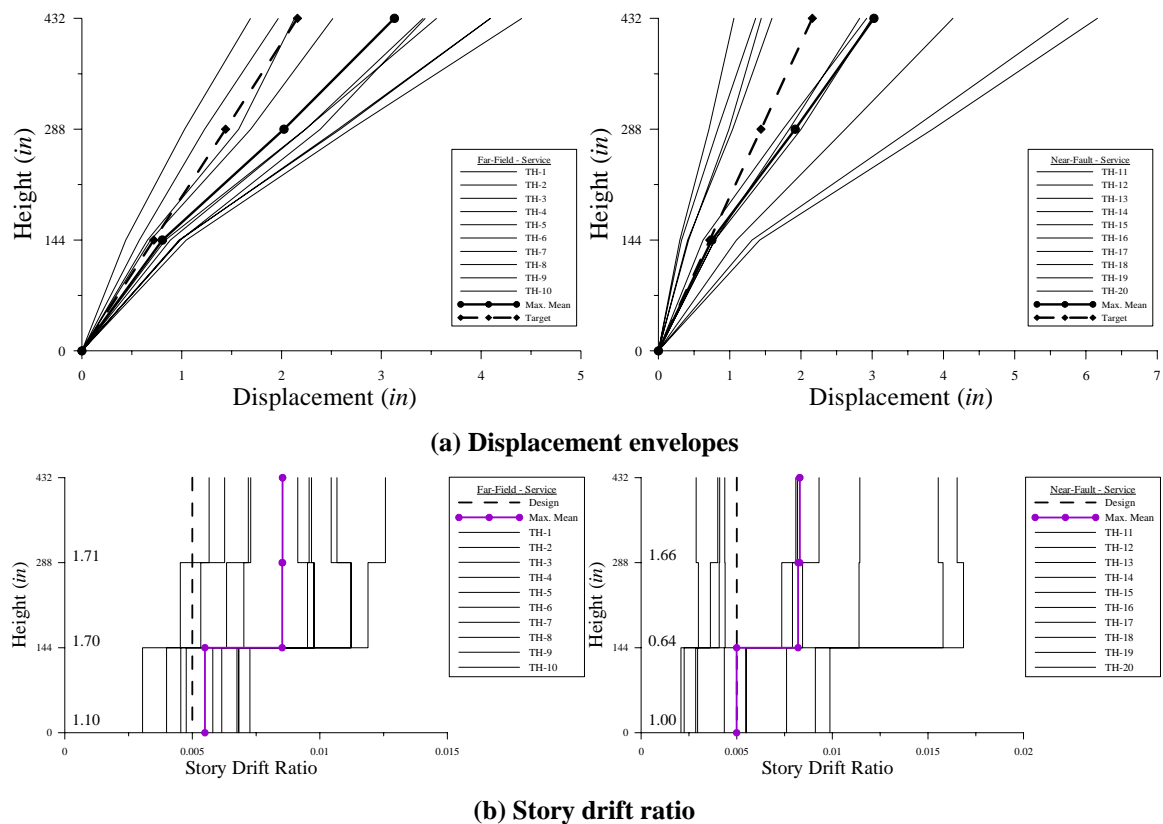 432
288
144
0
Height (in)
0 1 2 3 4 5
Displacement (in)
Far-Field - Service
TH-1
TH-2
TH-3
TH-4
TH-5
TH-6
TH-7
TH-8
TH-9
TH-10
Max. Mean
Target
432
288
144
0
Height (in)
0 1 2 3 4 5 6 7
Displacement (in)
Near-Fault - Service
TH-11
TH-12
TH-13
TH-14
TH-15
TH-16
TH-17
TH-18
TH-19
TH-20
Max. Mean
Target
(a) Displacement envelopes
432
288
144
0
Height (in)
1.71
1.70
1.10
0 0.005 0.01 0.015
Story Drift Ratio
Far-Field - Service
Design
Max. Mean
TH-1
TH-2
TH-3
TH-4
TH-5
TH-6
TH-7
TH-8
TH-9
TH-10
432
288
144
0
Height (in)
1.66
0.64
1.00
0 0.005 0.01 0.015 0.02
Story Drift Ratio
Near-Fault - Service
Design
Max. Mean
TH-11
TH-12
TH-13
TH-14
TH-15
TH-16
TH-17
TH-18
TH-19
TH-20
(b) Story drift ratio